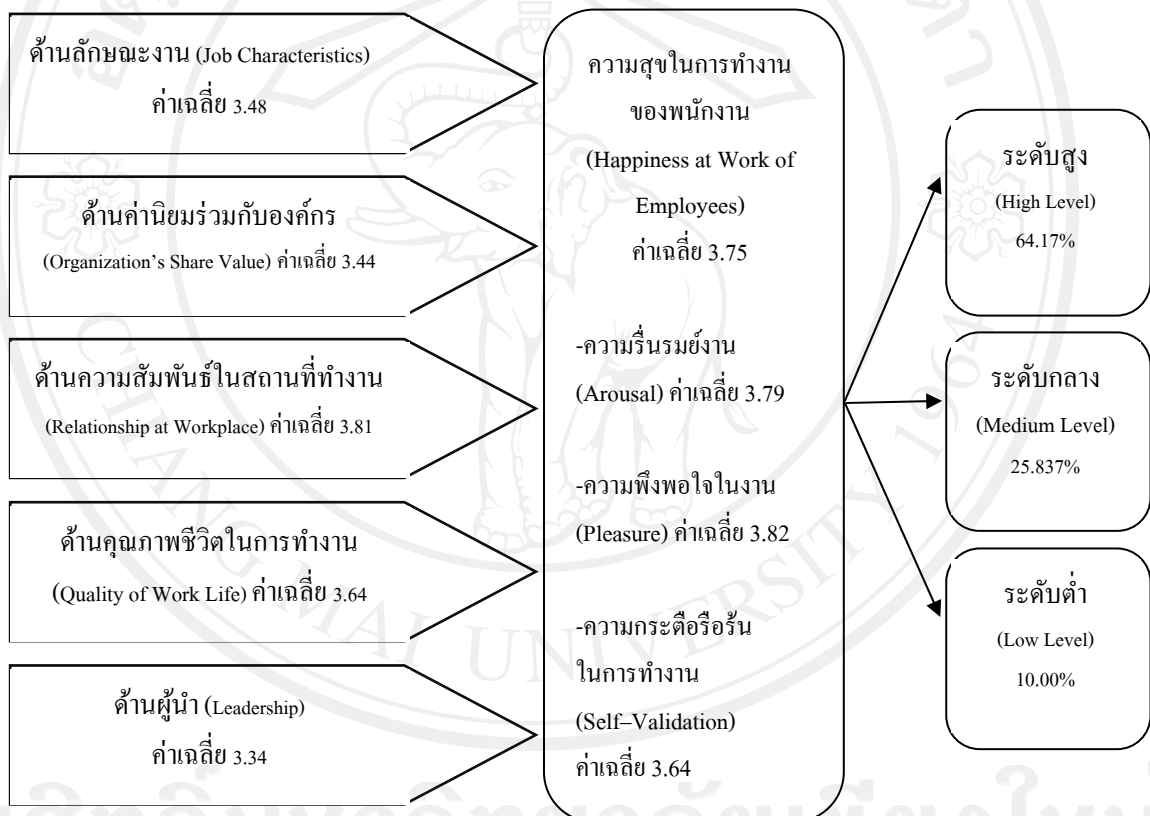 ด้านลักษณะงาน (Job Characteristics)
ค่าเฉลี่ย 3.48
ด้านค่านิยมร่วมกับองค์กร
(Organization's Share Value) ค่าเฉลี่ย 3.44
ด้านความสัมพันธ์ในสถานที่ทำงาน
(Relationship at Workplace) ค่าเฉลี่ย 3.81
ด้านคุณภาพชีวิตในการทำงาน
(Quality of Work Life) ค่าเฉลี่ย 3.64
ด้านผู้นำ (Leadership)
ค่าเฉลี่ย 3.34
ความสุขในการทำงาน
ของพนักงาน
(Happiness at Work of
Employees)
ค่าเฉลี่ย 3.75
-ความรื่นรมย์งาน
(Arousal) ค่าเฉลี่ย 3.79
-ความพึงพอใจในงาน
(Pleasure) ค่าเฉลี่ย 3.82
-ความกระตือรือร้น
ในการทำงาน
(Self–Validation)
ค่าเฉลี่ย 3.64
ระดับสูง
(High Level)
64.17%
ระดับกลาง
(Medium Level)
25.837%
ระดับต่ำ
(Low Level)
10.00%
CHIANG MAI UNIVERSITY 1964